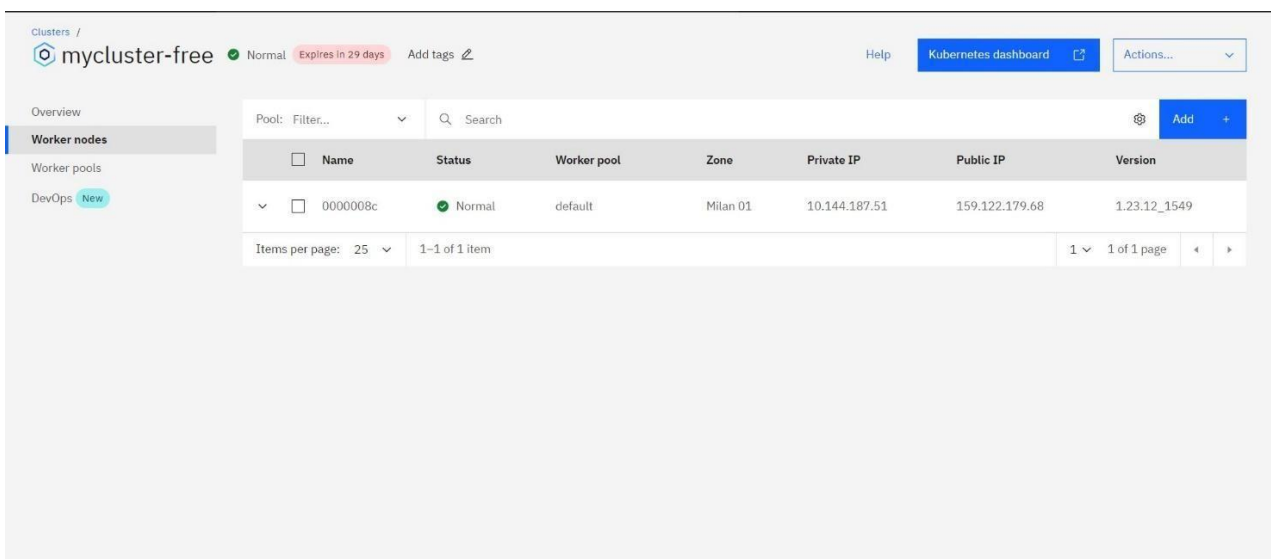 Clusters /
mycluster-free Normal Expires in 29 days Add tags Help Kubernetes dashboard Actions...
Overview
Worker nodes
Worker pools
DevOps New
Pool: Filter... Search Add +
Name Status Worker pool Zone Private IP Public IP Version
0000008c Normal default Milan 01 10.144.187.51 159.122.179.68 1.23.12_1549
Items per page: 25 1–1 of 1 item 1 1 of 1 page